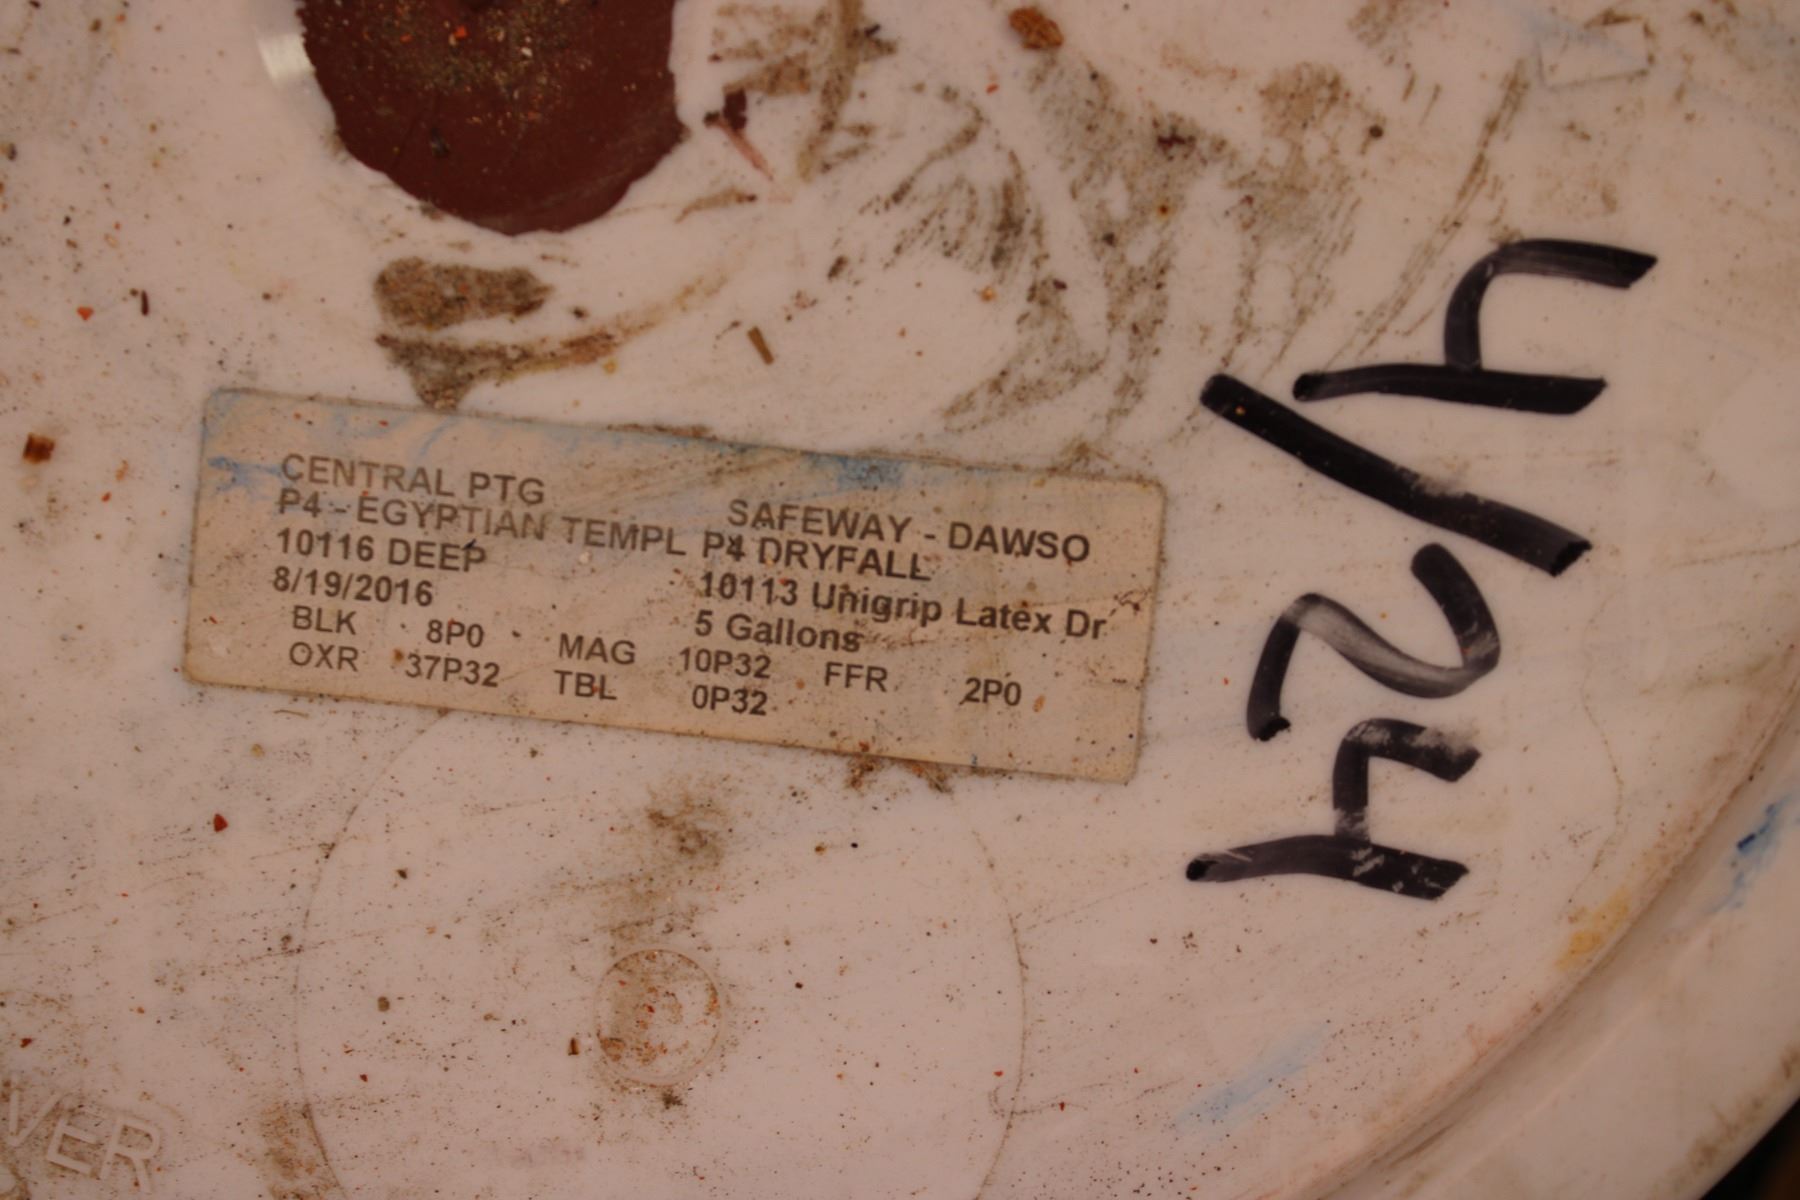 CENTRAL PTG SAFEWAY - DAWSO
P4 - EGYPTIAN TEMPL P4 DRYFALL
10116 DEEP 10113 Unigrip Latex Dr
8/19/2016 5 Gallons
BLK 8P0 MAG 10P32 FFR 2P0
OXR 37P32 TBL 0P32
4/24
VER